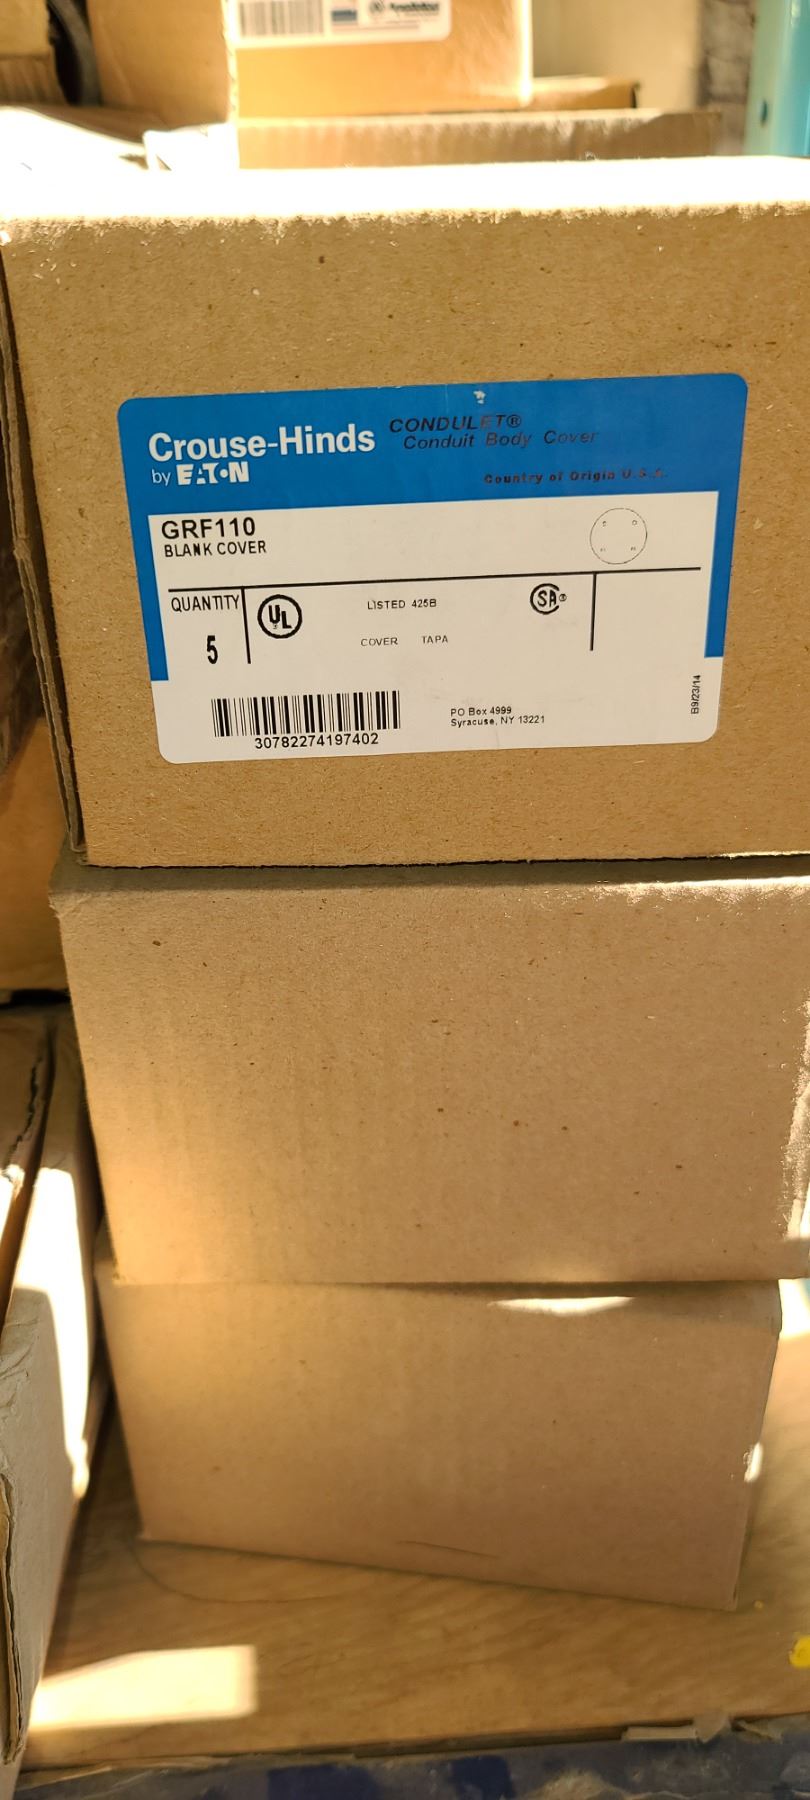 Crouse-Hinds
by EATON
CONDULET®
Conduit Body Cover
Country of Origin U.S.A.
GRF110
BLANK COVER
QUANTITY
5
UL
LISTED 425B
SA®
COVER TAPA
30782274197402
PO Box 4999
Syracuse, NY 13221
B9/23/14